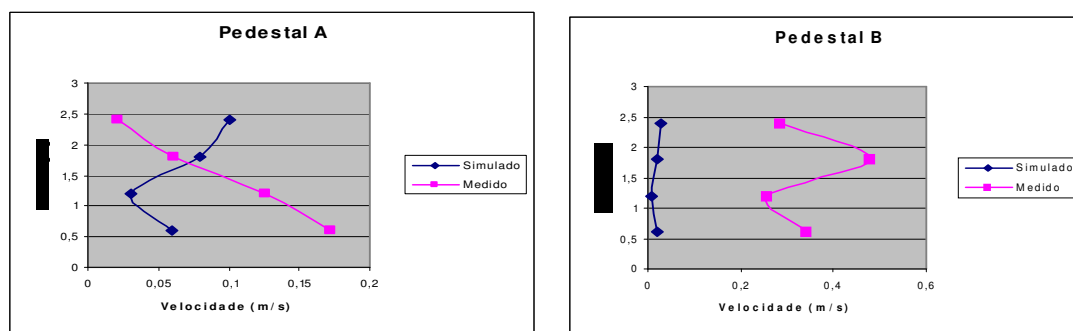 Pedestal A
3
2,5
2
1,5
1
0,5
0
0
0,05
0,1
0,15
0,2
Velocidade (m/s)
Simulado
Medido
Pedestal B
3
2,5
2
1,5
1
0,5
0
0
0,2
0,4
0,6
Velocidade (m/s)
Simulado
Medido